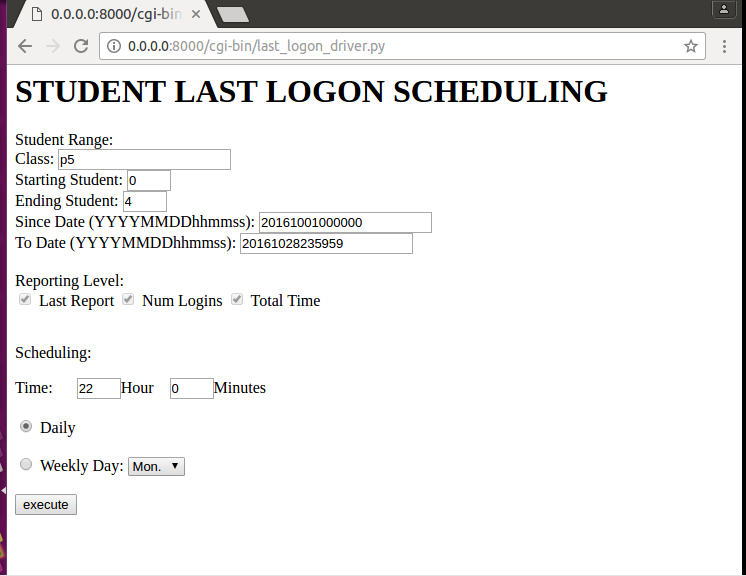 0.0.0.0:8000/cgi-bin
0.0.0.0:8000/cgi-bin/last_logon_driver.py
STUDENT LAST LOGON SCHEDULING
Student Range:
Class: p5
Starting Student: 0
Ending Student: 4
Since Date (YYYYMMDDhhmmss): 20161001000000
To Date (YYYYMMDDhhmmss): 20161028235959
Reporting Level:
Last Report Num Logins Total Time
Scheduling:
Time: 22 Hour 0 Minutes
Daily
Weekly Day: Mon.
execute